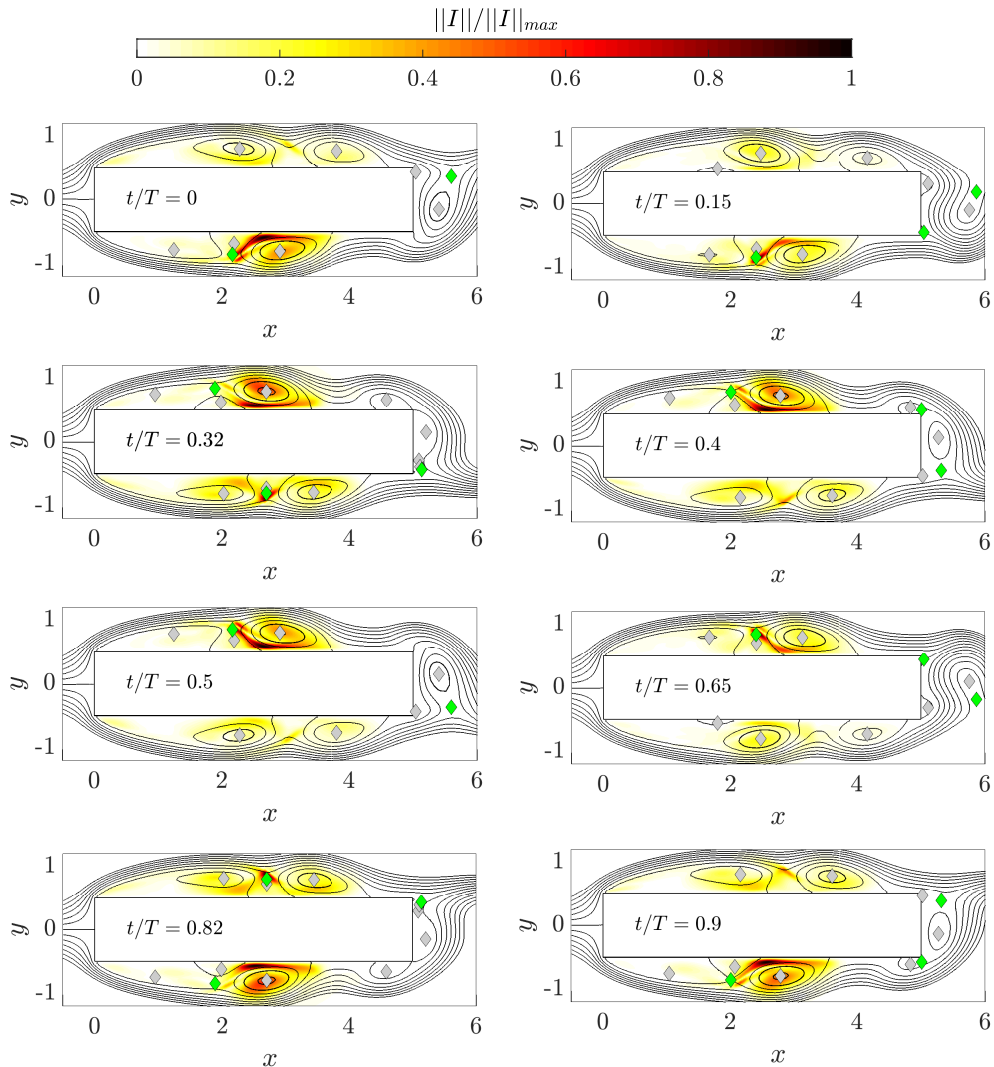 ||I||/||I||max
0 0.2 0.4 0.6 0.8 1
1
0
-1
y
t/T = 0
0 2 4 6
x
1
0
-1
y
t/T = 0.15
0 2 4 6
x
1
0
-1
y
t/T = 0.32
0 2 4 6
x
1
0
-1
y
t/T = 0.4
0 2 4 6
x
1
0
-1
y
t/T = 0.5
0 2 4 6
x
1
0
-1
y
t/T = 0.65
0 2 4 6
x
1
0
-1
y
t/T = 0.82
0 2 4 6
x
1
0
-1
y
t/T = 0.9
0 2 4 6
x